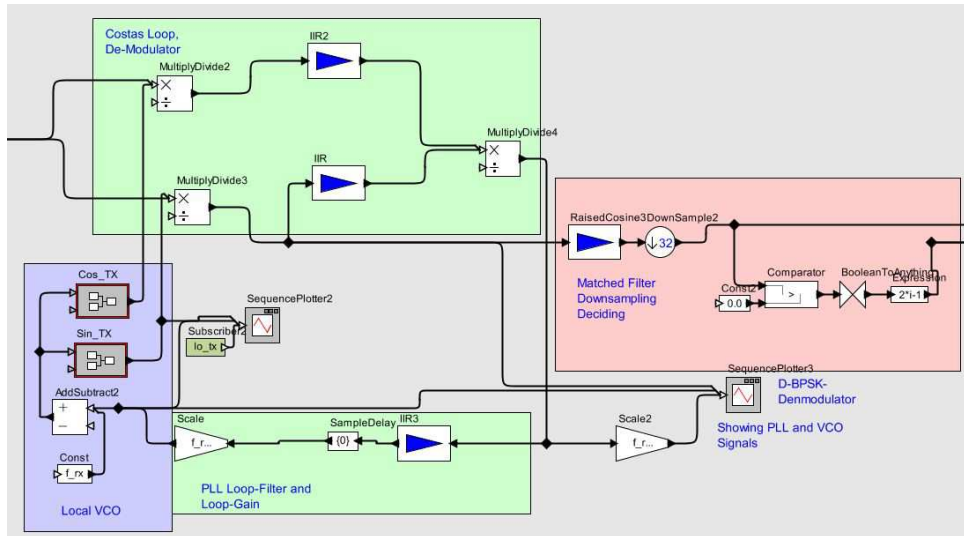 Costas Loop,
De-Modulator
IIR2
MultiplyDivide2
×
÷
MultiplyDivide4
×
÷
IIR
MultiplyDivide3
×
÷
RaisedCosine3
DownSample2
↓32
Matched Filter
Downsampling
Deciding
Comparator
>
BooleanToAnything
Expression
2*i-1
Const2
0.0
Cos_TX
Sin_TX
SequencePlotter2
Subscriber2
lo_tx
AddSubtract2
+
−
Const
f_rx
Local VCO
Scale
f_r...
SampleDelay
{0}
IIR3
PLL Loop-Filter and
Loop-Gain
Scale2
f_r...
SequencePlotter3
D-BPSK-
Denmodulator
Showing PLL and VCO
Signals